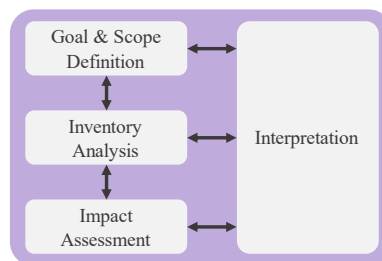 Goal & Scope
Definition
Inventory
Analysis
Interpretation
Impact
Assessment